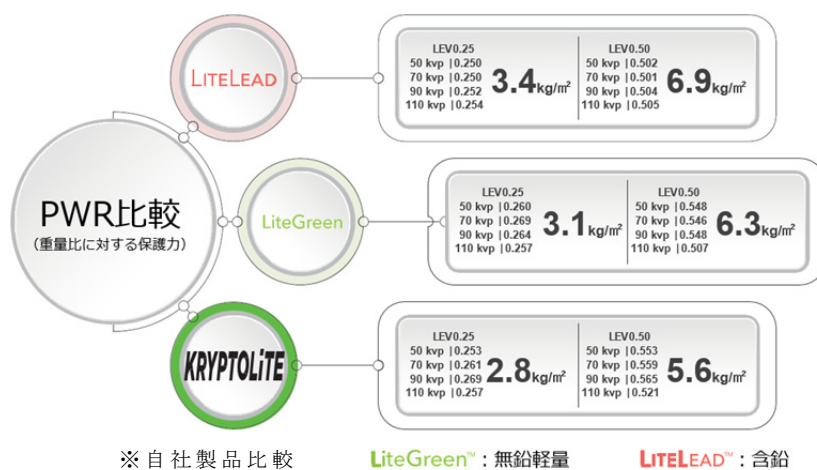 LITELEAD
LEV0.25
50 kvp |0.250
70 kvp |0.250
90 kvp |0.252
110 kvp |0.254
3.4kg/m²
LEV0.50
50 kvp |0.502
70 kvp |0.501
90 kvp |0.504
110 kvp |0.505
6.9kg/m²
PWR比較
(重量比に対する保護力)
LiteGreen
LEV0.25
50 kvp |0.260
70 kvp |0.269
90 kvp |0.264
110 kvp |0.257
3.1kg/m²
LEV0.50
50 kvp |0.548
70 kvp |0.546
90 kvp |0.548
110 kvp |0.507
6.3kg/m²
KRYPTOLiTE
LEV0.25
50 kvp |0.253
70 kvp |0.261
90 kvp |0.269
110 kvp |0.257
2.8kg/m²
LEV0.50
50 kvp |0.553
70 kvp |0.559
90 kvp |0.565
110 kvp |0.521
5.6kg/m²
※自社製品比較 LiteGreen™:無鉛軽量 LITELEAD™:含鉛